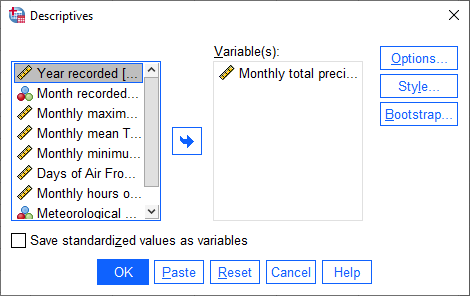 Descriptives
Variable(s):
Year recorded [...
Month recorded...
Monthly maxim...
Monthly mean T...
Monthly minimu...
Days of Air Fro...
Monthly hours o...
Meteorological ...
Monthly total preci...
Options...
Style...
Bootstrap...
Save standardized values as variables
OK Paste Reset Cancel Help